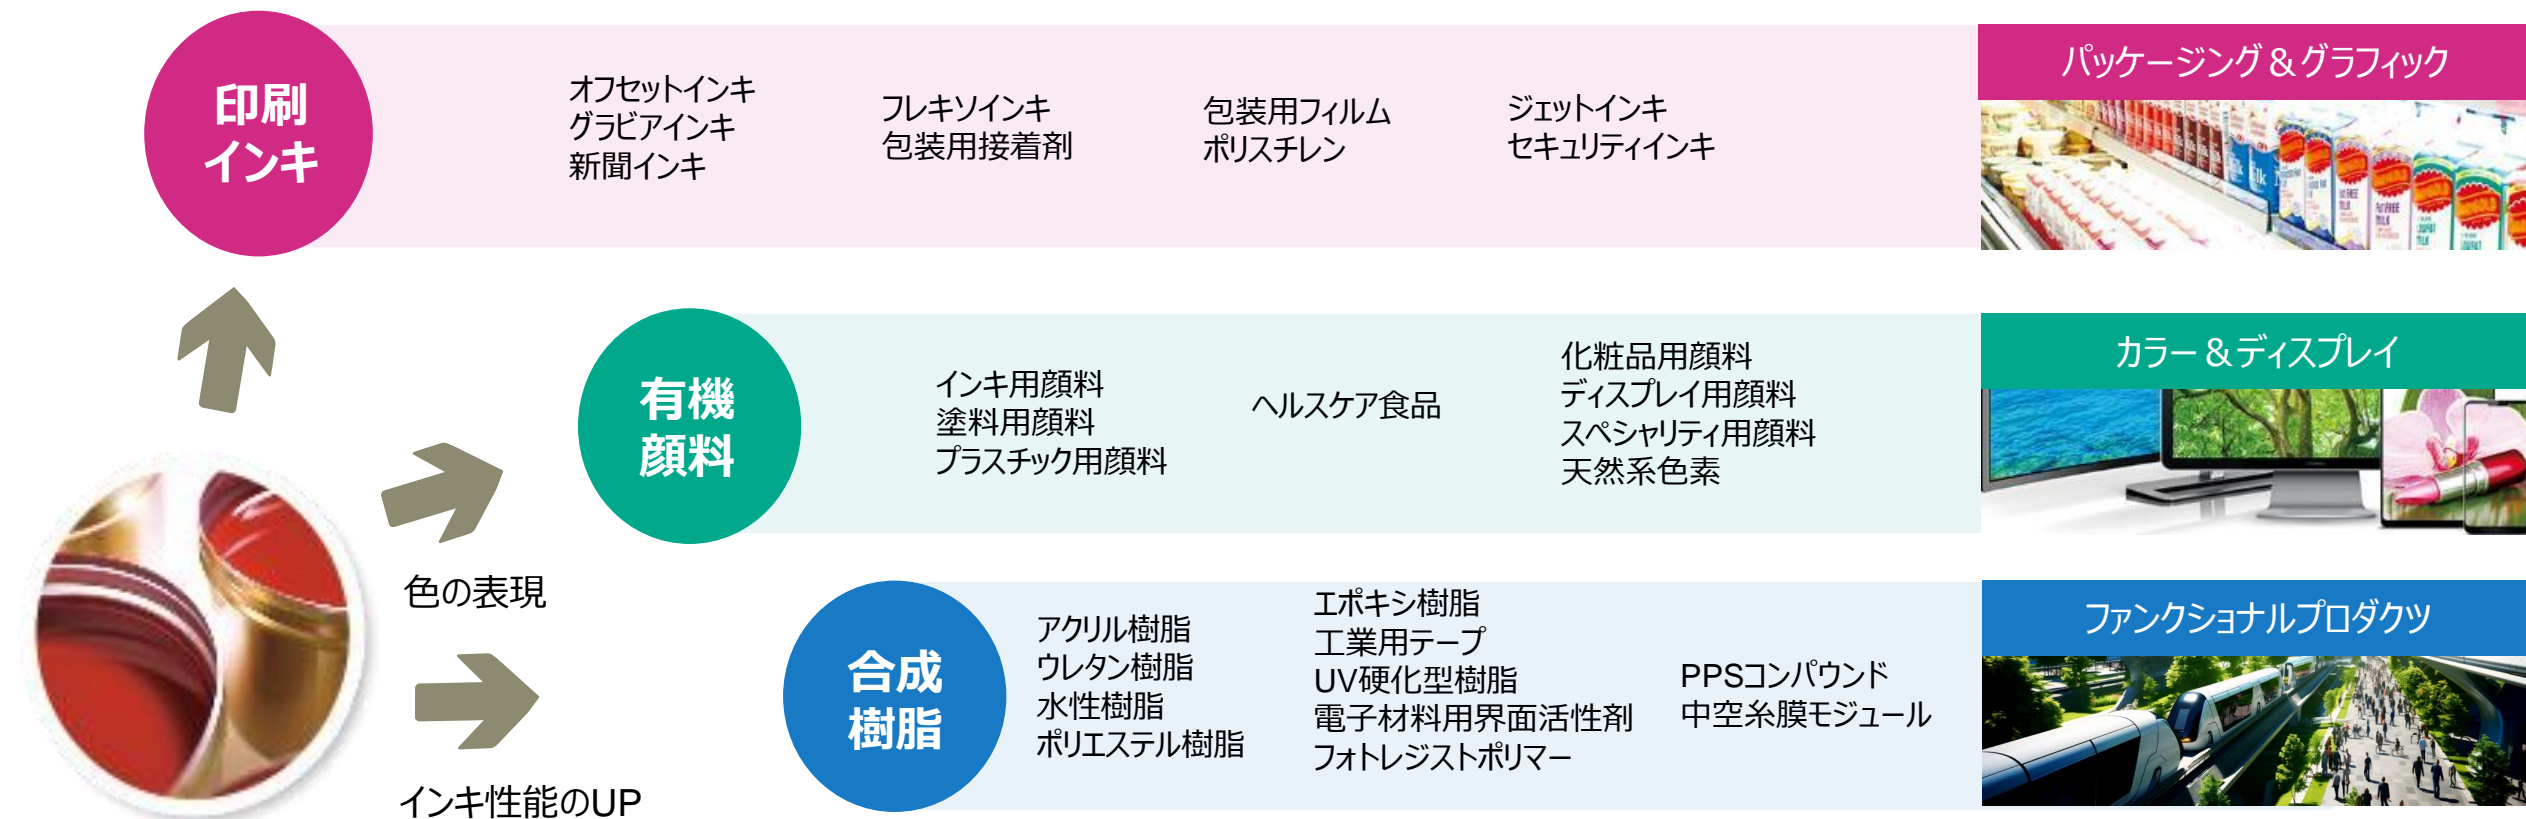 印刷
インキ
オフセットインキ
グラビアインキ
新聞インキ
フレキソインキ
包装用接着剤
包装用フィルム
ポリスチレン
ジェットインキ
セキュリティインキ
パッケージング＆グラフィック
有機
顔料
インキ用顔料
塗料用顔料
プラスチック用顔料
ヘルスケア食品
化粧品用顔料
ディスプレイ用顔料
スペシャリティ用顔料
天然系色素
カラー＆ディスプレイ
色の表現
合成
樹脂
アクリル樹脂
ウレタン樹脂
水性樹脂
ポリエステル樹脂
エポキシ樹脂
工業用テープ
UV硬化型樹脂
電子材料用界面活性剤
フォトレジストポリマー
PPSコンパウンド
中空糸膜モジュール
ファンクショナルプロダクツ
インキ性能のUP